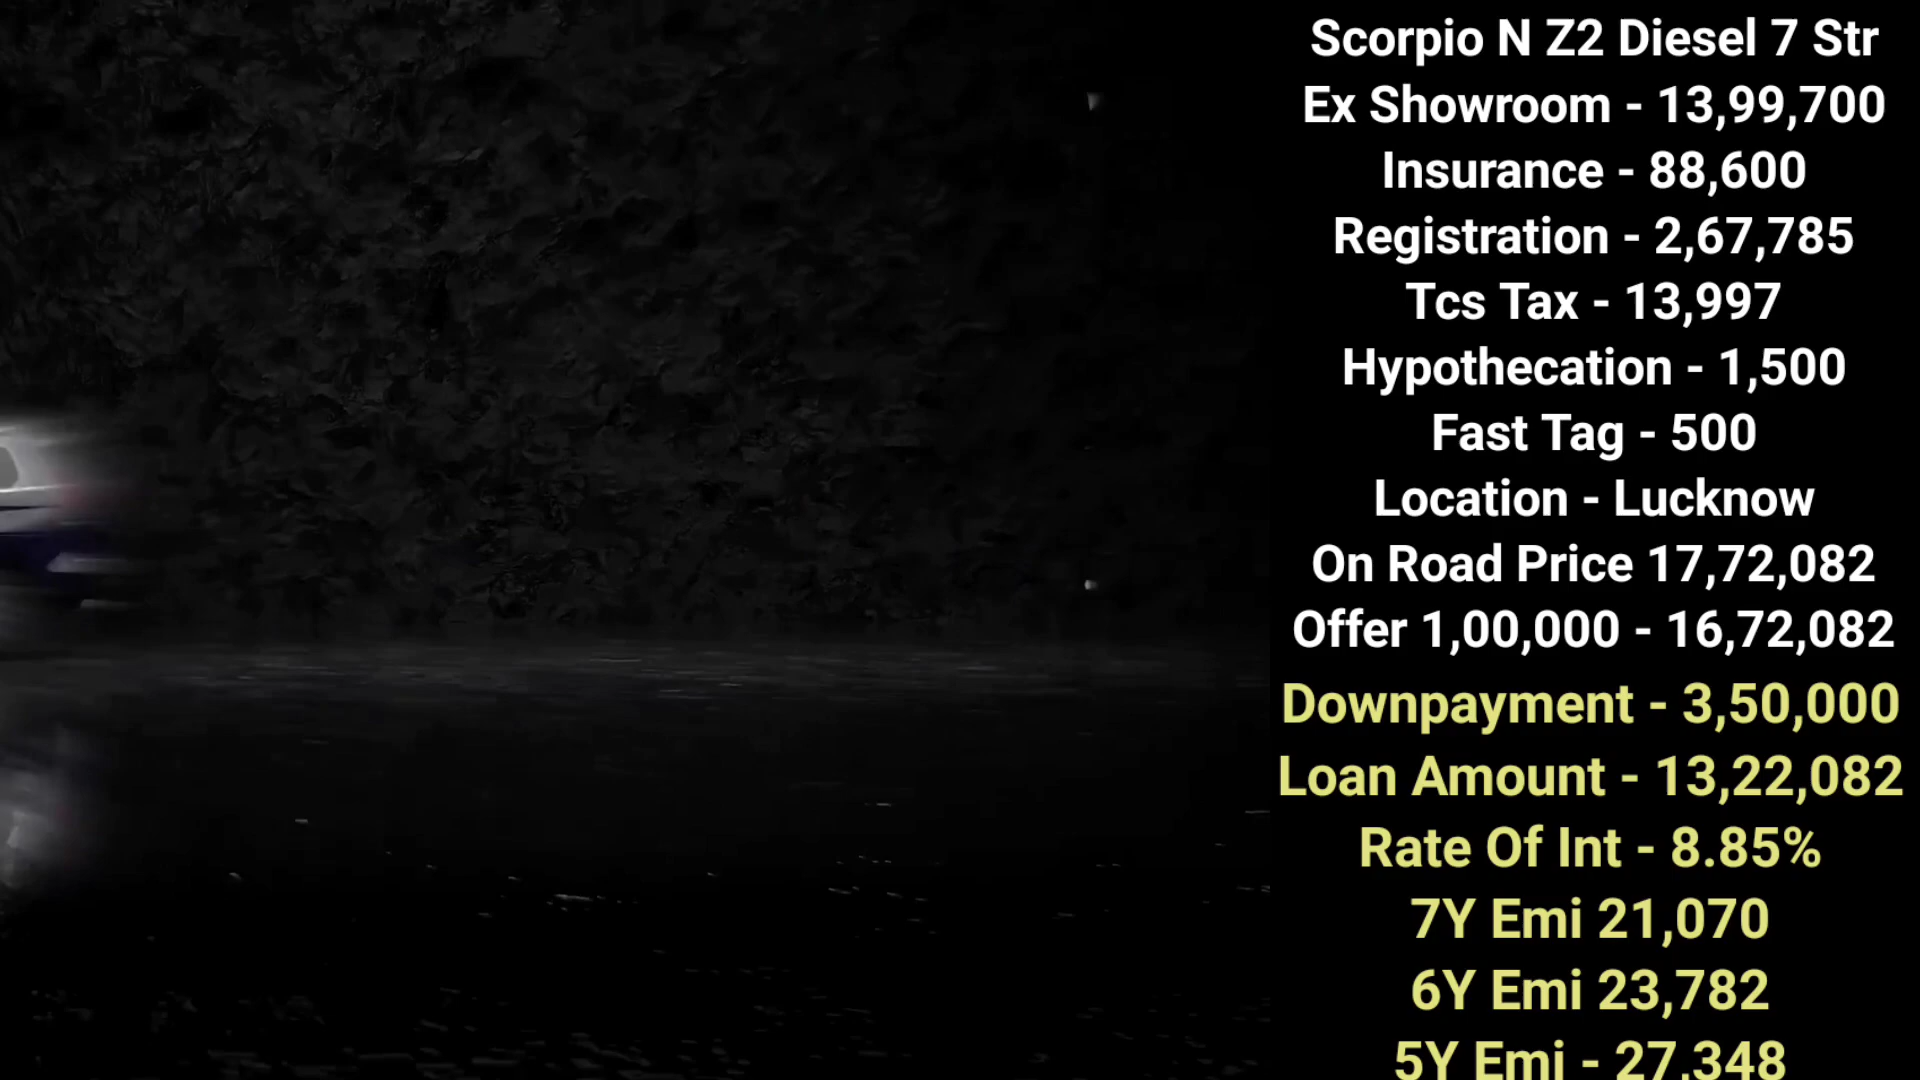 Scorpio N Z2 Diesel 7 Str
Ex Showroom - 13,99,700
Insurance - 88,600
Registration - 2,67,785
Tcs Tax - 13,997
Hypothecation - 1,500
Fast Tag - 500
Location - Lucknow
On Road Price 17,72,082
Offer 1,00,000 - 16,72,082
Downpayment - 3,50,000
Loan Amount - 13,22,082
Rate Of Int - 8.85%
7Y Emi 21,070
6Y Emi 23,782
5Y Emi - 27,348